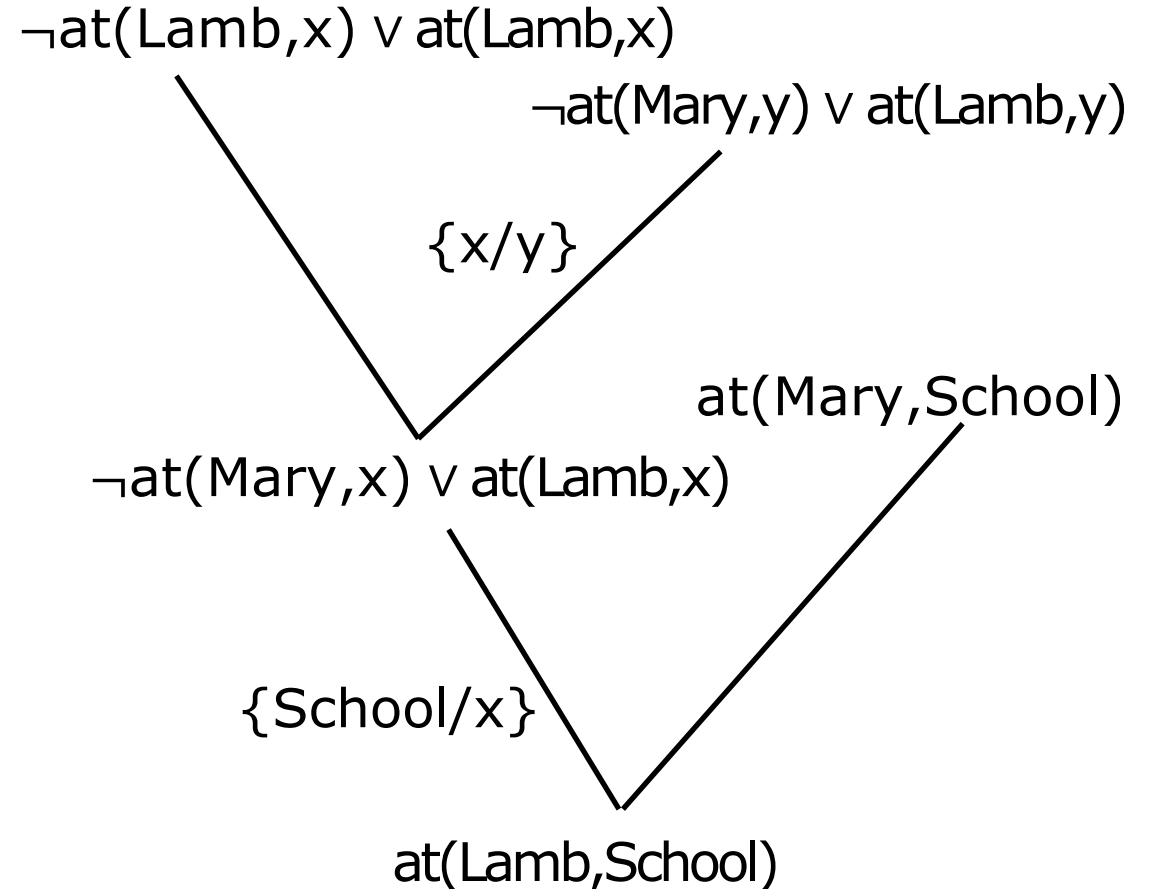 ¬at(Lamb,x) ∨ at(Lamb,x)
¬at(Mary,y) ∨ at(Lamb,y)
{x/y}
at(Mary,School)
¬at(Mary,x) ∨ at(Lamb,x)
{School/x}
at(Lamb,School)